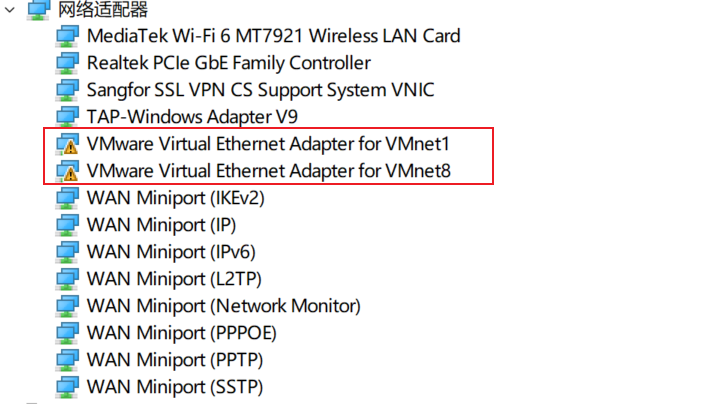 网络适配器
MediaTek Wi-Fi 6 MT7921 Wireless LAN Card
Realtek PCIe GbE Family Controller
Sangfor SSL VPN CS Support System VNIC
TAP-Windows Adapter V9
VMware Virtual Ethernet Adapter for VMnet1
VMware Virtual Ethernet Adapter for VMnet8
WAN Miniport (IKEv2)
WAN Miniport (IP)
WAN Miniport (IPv6)
WAN Miniport (L2TP)
WAN Miniport (Network Monitor)
WAN Miniport (PPPOE)
WAN Miniport (PPTP)
WAN Miniport (SSTP)